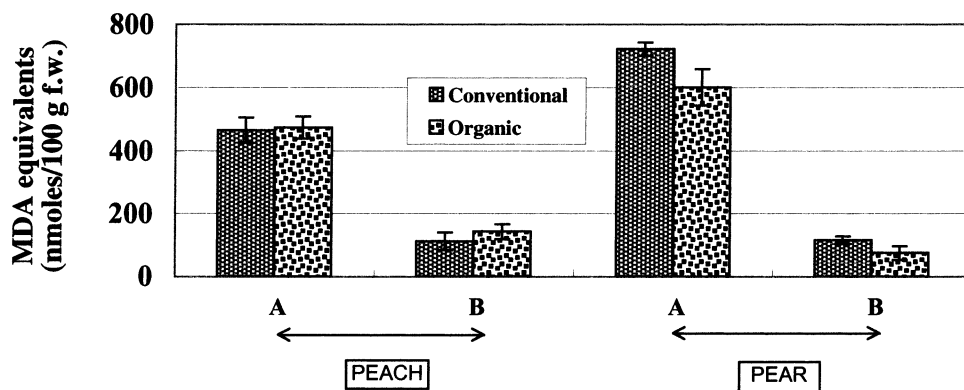 MDA equivalents
(nmoles/100 g f.w.)
800
600
400
200
0
Conventional
Organic
A B A B
PEACH PEAR